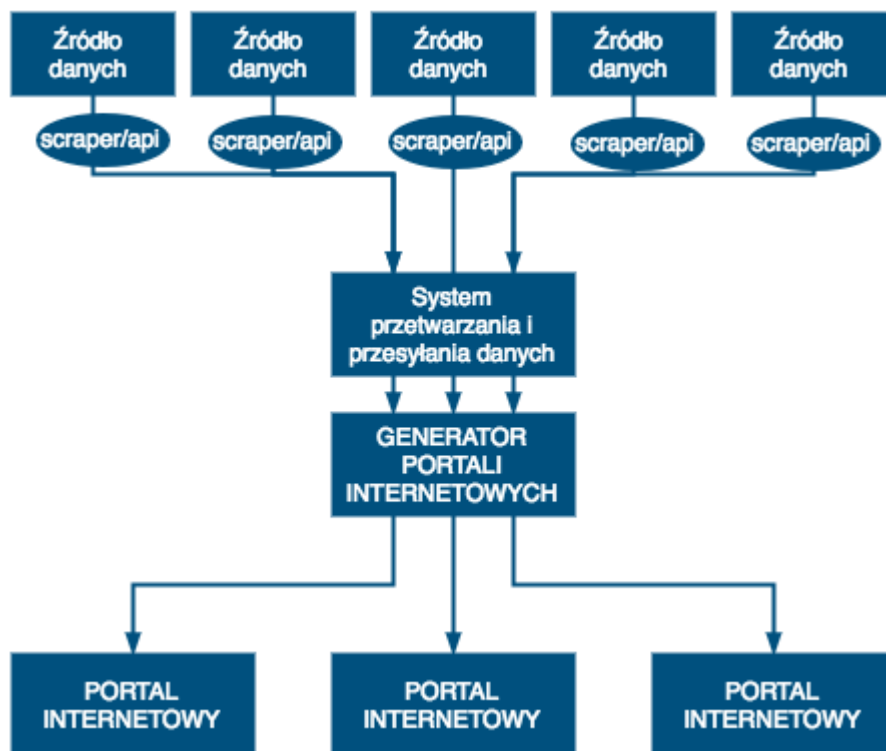 Źródło
danych
Źródło
danych
Źródło
danych
Źródło
danych
Źródło
danych
scraper/api
scraper/api
scraper/api
scraper/api
scraper/api
System
przetwarzania i
przesyłania danych
GENERATOR
PORTALI
INTERNETOWYCH
PORTAL
INTERNETOWY
PORTAL
INTERNETOWY
PORTAL
INTERNETOWY